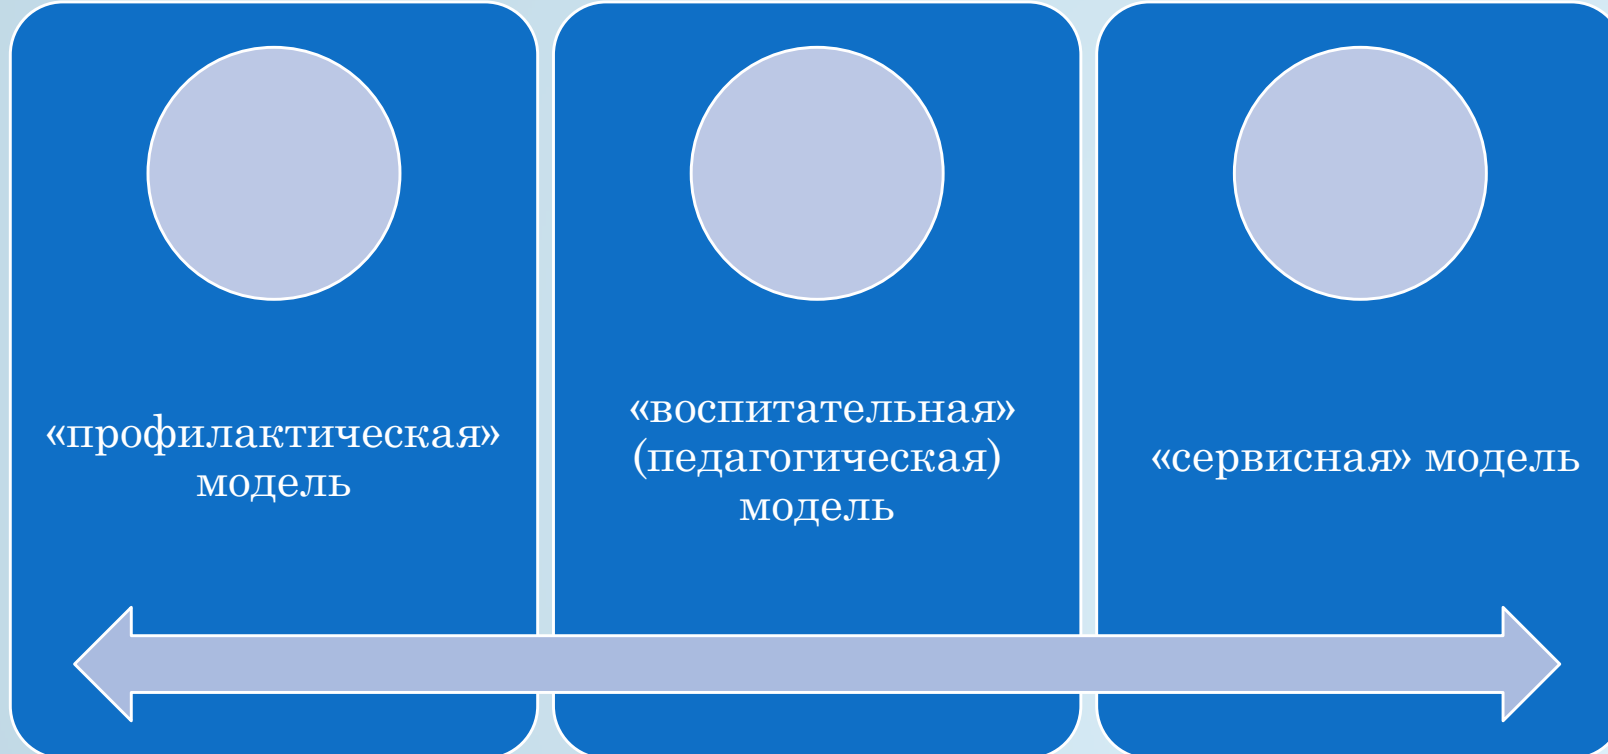 «профилактическая»
модель
«воспитательная»
(педагогическая)
модель
«сервисная» модель